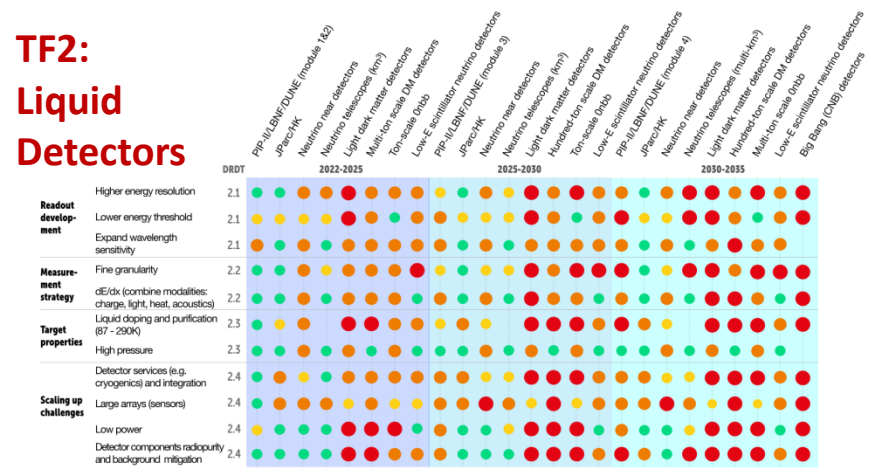 TF2:
Liquid
Detectors
PIP-II/LBNF/DUNE (module 1&2)
JParc/HK
Neutrino near detectors
Neutrino telescopes (km³)
Light dark matter detectors
Multi-ton scale DM detectors
Ton-scale 0nbb
Low-E scintillator neutrino detectors
PIP-II/LBNF/DUNE (module 3)
JParc/HK
Neutrino near detectors
Neutrino telescopes (km³)
Light dark matter detectors
Hundred-ton scale DM detectors
Ton-scale 0nbb
Low-E scintillator neutrino detectors
PIP-II/LBNF/DUNE (module 4)
JParc/HK
Neutrino near detectors
Neutrino telescopes (multi-km³)
Light dark matter detectors
Hundred-ton scale DM detectors
Multi-ton scale 0nbb
Low-E scintillator neutrino detectors
Big Bang (CNB) detectors
DRDT
2022-2025
2025-2030
2030-2035
Readout
develop-
ment
Higher energy resolution 2.1
Lower energy threshold 2.1
Expand wavelength
sensitivity 2.1
Measure-
ment
strategy
Fine granularity 2.2
dE/dx (combine modalities:
charge, light, heat, acoustics) 2.2
Target
properties
Liquid doping and purification
(87 - 290K) 2.3
High pressure 2.3
Scaling up
challenges
Detector services (e.g.
cryogenics) and integration 2.4
Large arrays (sensors) 2.4
Low power 2.4
Detector components radiopurity
and background mitigation 2.4